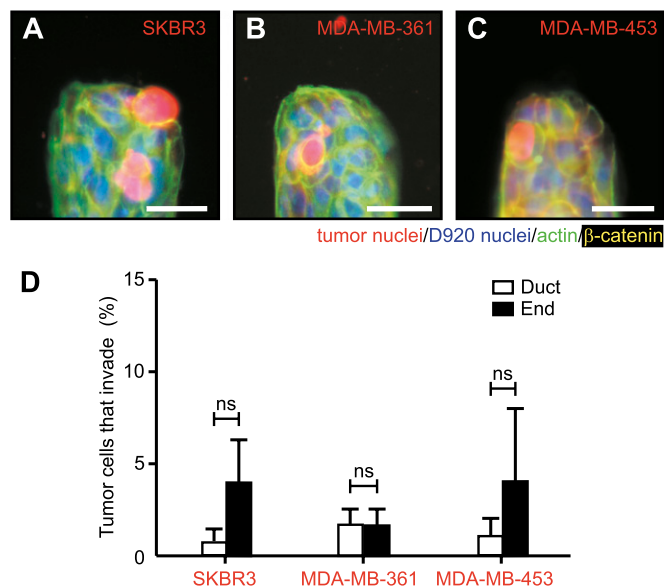 A SKBR3
B MDA-MB-361
C MDA-MB-453
tumor nuclei/D920 nuclei/actin/β-catenin
D
Tumor cells that invade (%)
15
10
5
0
Duct
End
ns
ns
ns
SKBR3 MDA-MB-361 MDA-MB-453